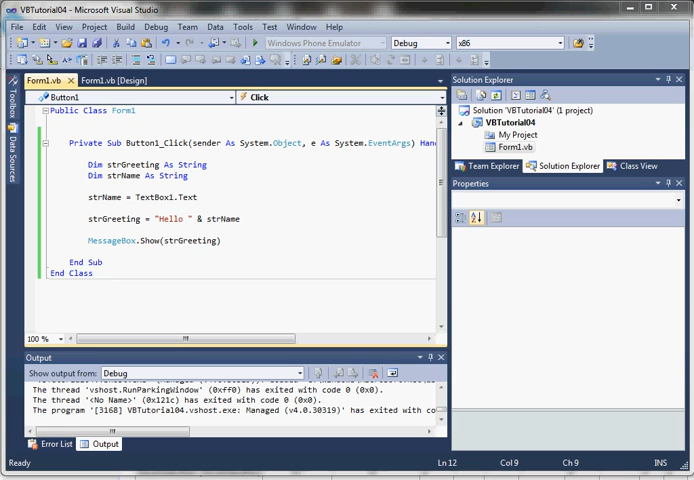 VBTutorial04 - Microsoft Visual Studio
File Edit View Project Build Debug Team Data Tools Test Window Help
Windows Phone Emulator Debug x86
Form1.vb Form1.vb [Design]
Button1 Click
Public Class Form1
Private Sub Button1_Click(sender As System.Object, e As System.EventArgs) Han
Dim strGreeting As String
Dim strName As String
strName = TextBox1.Text
strGreeting = "Hello " & strName
MessageBox.Show(strGreeting)
End Sub
End Class
100 %
Toolbox
Data Sources
Solution Explorer
Solution 'VBTutorial04' (1 project)
VBTutorial04
My Project
Form1.vb
Team Explorer Solution Explorer Class View
Properties
Output
Show output from: Debug
The thread 'vshost.RunParkingWindow' (0xff0) has exited with code 0 (0x0).
The thread '<No Name>' (0x121c) has exited with code 0 (0x0).
The program '[3168] VBTutorial04.vshost.exe: Managed (v4.0.30319)' has exited with co
Error List Output
Ready Ln 12 Col 9 Ch 9 INS